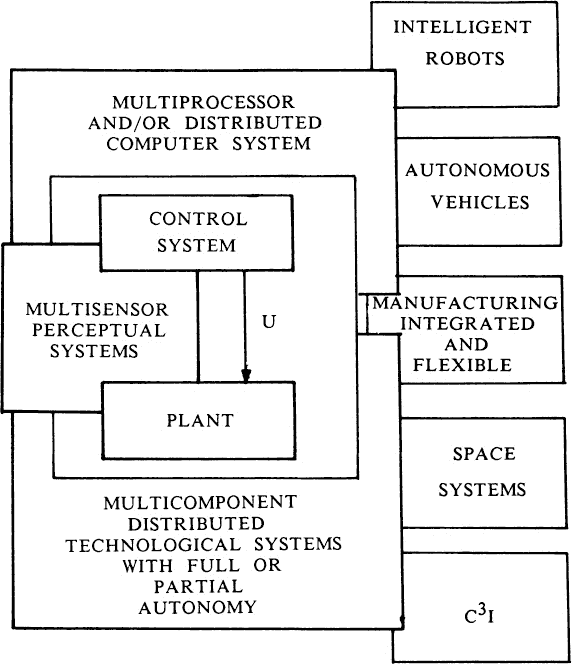 INTELLIGENT
ROBOTS
MULTIPROCESSOR
AND/OR DISTRIBUTED
COMPUTER SYSTEM
AUTONOMOUS
VEHICLES
CONTROL
SYSTEM
MULTISENSOR
PERCEPTUAL
SYSTEMS
U
MANUFACTURING
INTEGRATED
AND
FLEXIBLE
PLANT
SPACE
SYSTEMS
MULTICOMPONENT
DISTRIBUTED
TECHNOLOGICAL SYSTEMS
WITH FULL OR
PARTIAL
AUTONOMY
C³I